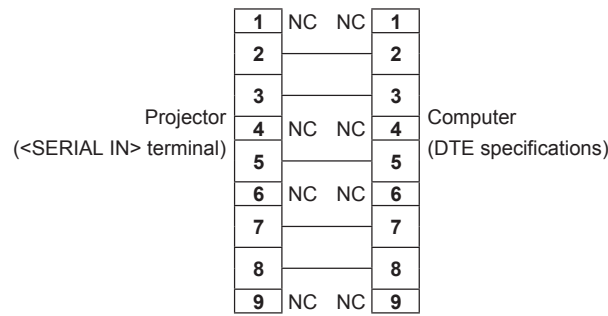 1 NC NC 1
2 2
3 3
Projector
(<SERIAL IN> terminal)
4 NC NC 4
Computer
(DTE specifications)
5 5
6 NC NC 6
7 7
8 8
9 NC NC 9